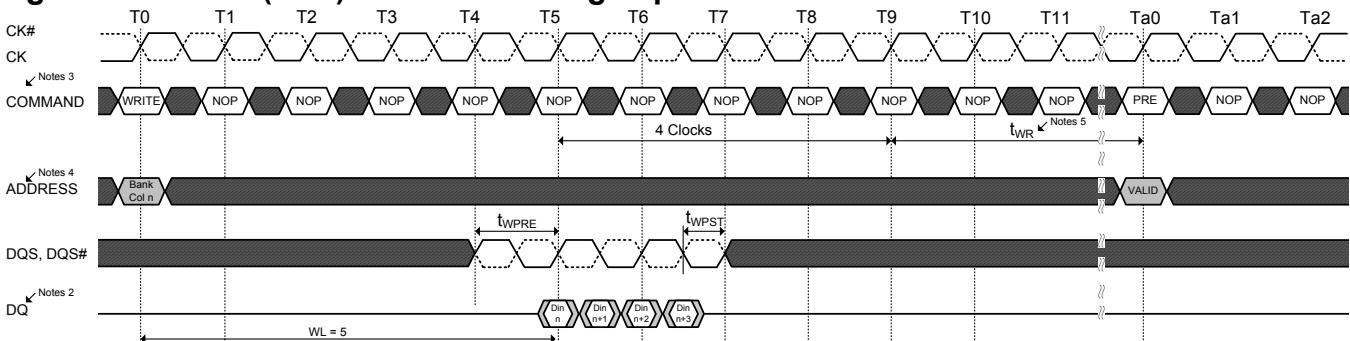 T0 T1 T2 T3 T4 T5 T6 T7 T8 T9 T10 T11 Ta0 Ta1 Ta2
CK#
CK
Notes 3
COMMAND WRITE NOP NOP NOP NOP NOP NOP NOP NOP NOP NOP NOP PRE NOP NOP
4 Clocks tWR Notes 5
Notes 4
ADDRESS Bank Col n VALID
tWPRE tWPST
DQS, DQS#
Notes 2
DQ Din n Din n+1 Din n+2 Din n+3
WL = 5